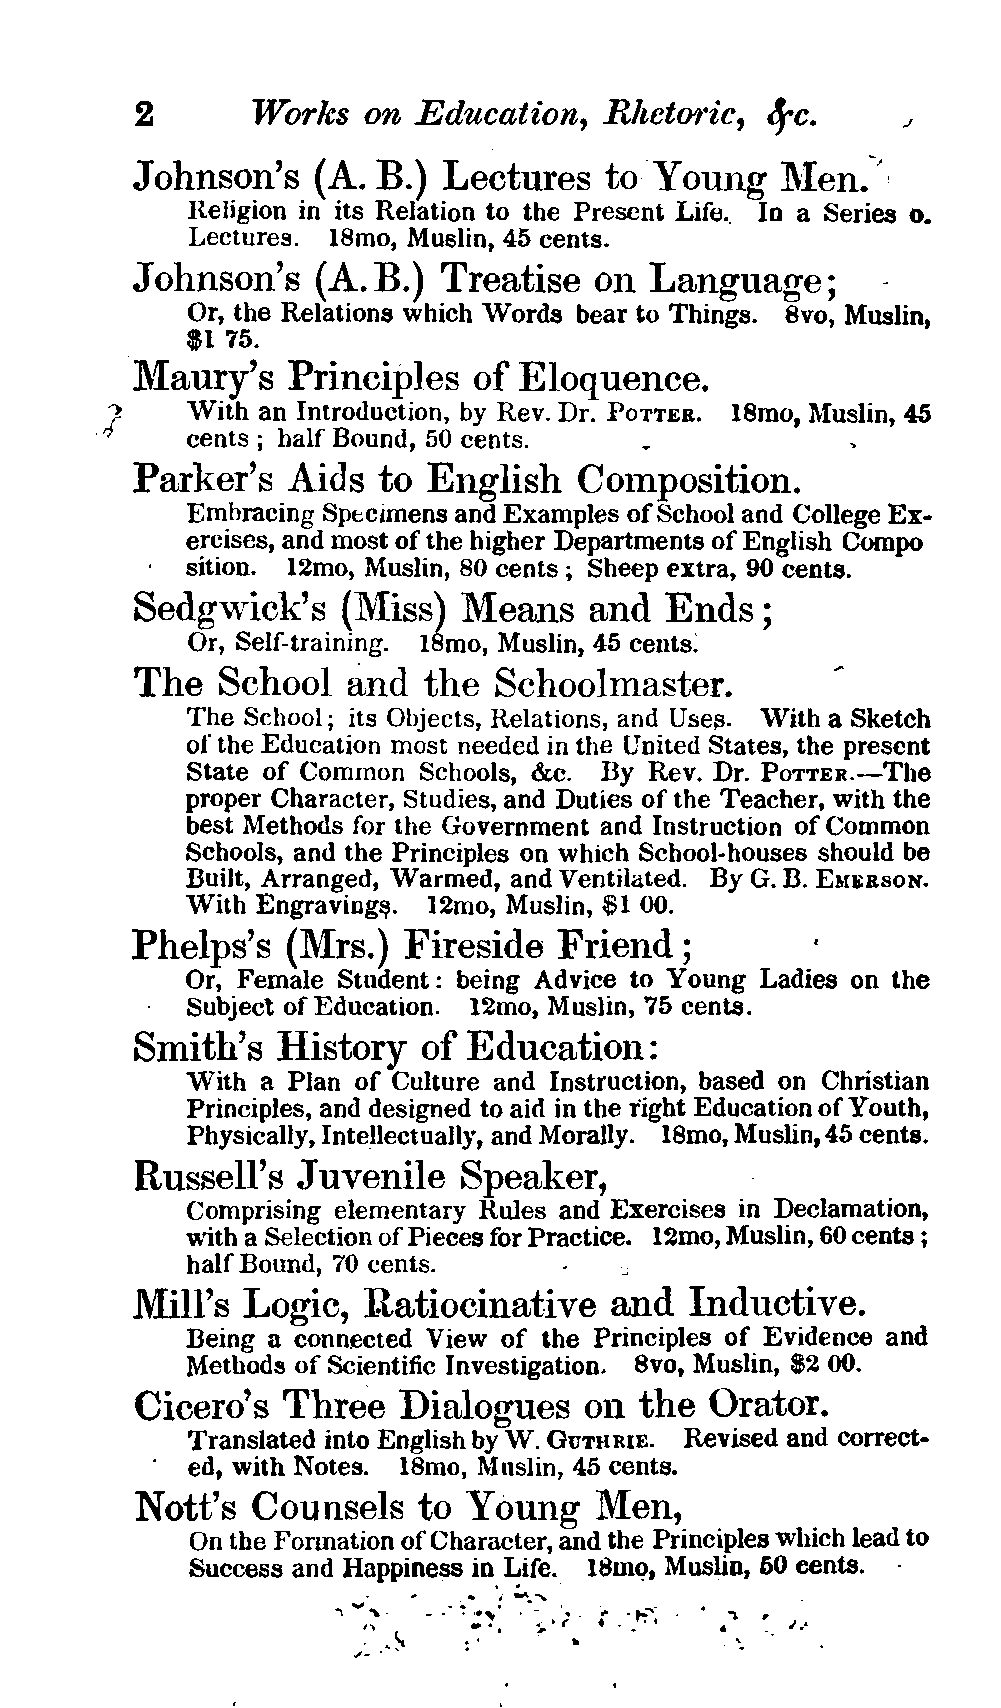 2 Works on Education, Rhetoric, &c.
Johnson's (A. B.) Lectures to Young Men.
Religion in its Relation to the Present Life. In a Series o.
Lectures. 18mo, Muslin, 45 cents.
Johnson's (A. B.) Treatise on Language;
Or, the Relations which Words bear to Things. 8vo, Muslin,
$1 75.
Maury's Principles of Eloquence.
With an Introduction, by Rev. Dr. POTTER. 18mo, Muslin, 45
cents; half Bound, 50 cents.
Parker's Aids to English Composition.
Embracing Specimens and Examples of School and College Ex-
ercises, and most of the higher Departments of English Compo
sition. 12mo, Muslin, 80 cents; Sheep extra, 90 cents.
Sedgwick's (Miss) Means and Ends;
Or, Self-training. 18mo, Muslin, 45 cents.
The School and the Schoolmaster.
The School; its Objects, Relations, and Uses. With a Sketch
of the Education most needed in the United States, the present
State of Common Schools, &c. By Rev. Dr. POTTER.—The
proper Character, Studies, and Duties of the Teacher, with the
best Methods for the Government and Instruction of Common
Schools, and the Principles on which School-houses should be
Built, Arranged, Warmed, and Ventilated. By G. B. EMERSON.
With Engravings. 12mo, Muslin, $1 00.
Phelps's (Mrs.) Fireside Friend;
Or, Female Student: being Advice to Young Ladies on the
Subject of Education. 12mo, Muslin, 75 cents.
Smith's History of Education:
With a Plan of Culture and Instruction, based on Christian
Principles, and designed to aid in the right Education of Youth,
Physically, Intellectually, and Morally. 18mo, Muslin, 45 cents.
Russell's Juvenile Speaker,
Comprising elementary Rules and Exercises in Declamation,
with a Selection of Pieces for Practice. 12mo, Muslin, 60 cents;
half Bound, 70 cents.
Mill's Logic, Ratiocinative and Inductive.
Being a connected View of the Principles of Evidence and
Methods of Scientific Investigation. 8vo, Muslin, $2 00.
Cicero's Three Dialogues on the Orator.
Translated into English by W. GUTHRIE. Revised and correct-
ed, with Notes. 18mo, Muslin, 45 cents.
Nott's Counsels to Young Men,
On the Formation of Character, and the Principles which lead to
Success and Happiness in Life. 18mo, Muslin, 50 cents.